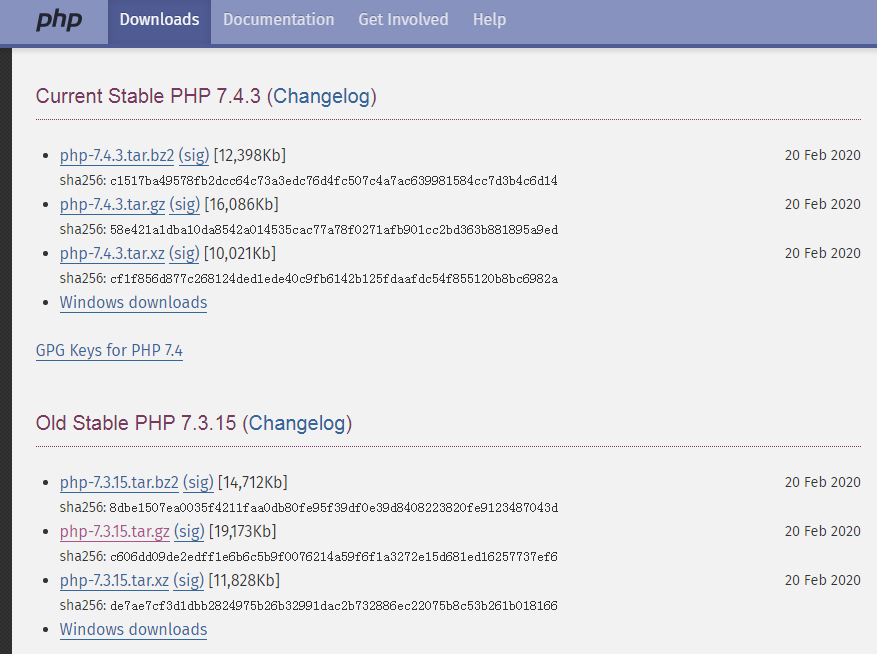 php Downloads Documentation Get Involved Help
Current Stable PHP 7.4.3 (Changelog)
php-7.4.3.tar.bz2 (sig) [12,398Kb] 20 Feb 2020
sha256: c1517ba49578fb2dcc64c73a3edc76d4fc507c4a7ac639981584cc7d3b4c6d14
php-7.4.3.tar.gz (sig) [16,086Kb] 20 Feb 2020
sha256: 58e421a1dba10da8542a014535cac77a78f0271afb901cc2bd363b881895a9ed
php-7.4.3.tar.xz (sig) [10,021Kb] 20 Feb 2020
sha256: cf1f856d877c268124ded1ede40c9fb6142b125fdaafdc54f855120b8bc6982a
Windows downloads
GPG Keys for PHP 7.4
Old Stable PHP 7.3.15 (Changelog)
php-7.3.15.tar.bz2 (sig) [14,712Kb] 20 Feb 2020
sha256: 8dbe1507ea0035f4211faa0db80fe95f39df0e39d8408223820fe9123487043d
php-7.3.15.tar.gz (sig) [19,173Kb] 20 Feb 2020
sha256: c606dd09de2edff1e6b6c5b9f0076214a59f6f1a3272e15d681ed16257737ef6
php-7.3.15.tar.xz (sig) [11,828Kb] 20 Feb 2020
sha256: de7ae7cf3d1dbb2824975b26b32991dac2b732886ec22075b8c53b261b018166
Windows downloads